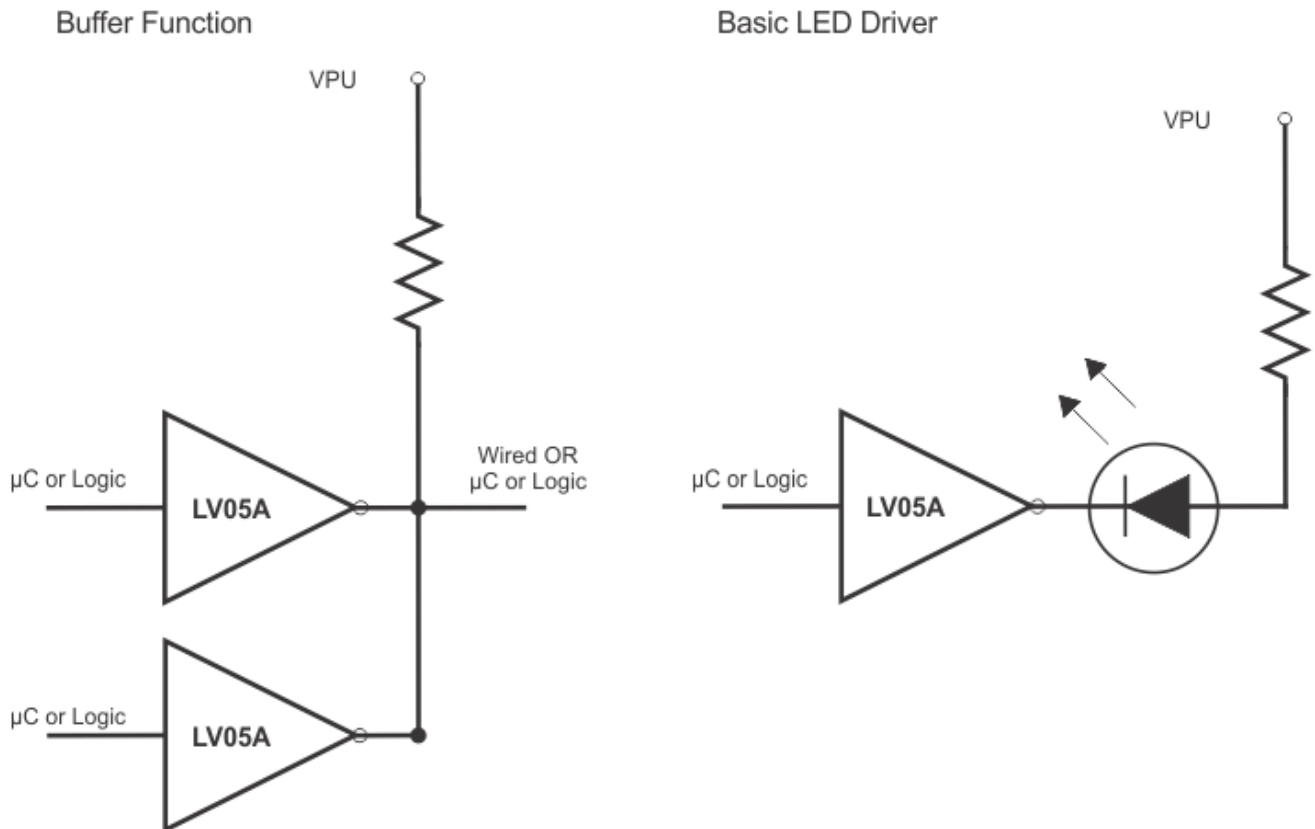 Buffer Function
VPU
µC or Logic
LV05A
Wired OR
µC or Logic
µC or Logic
LV05A
Basic LED Driver
VPU
µC or Logic
LV05A